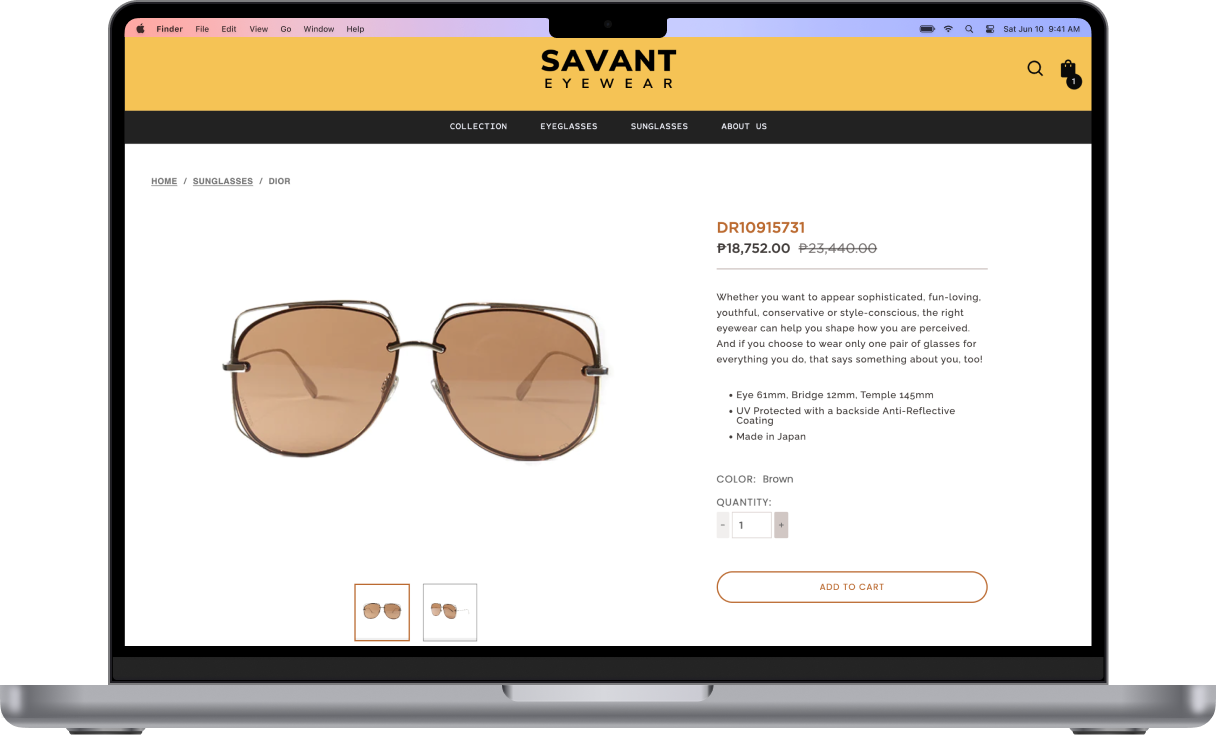 Finder File Edit View Go Window Help
Sat Jun 10 9:41 AM
SAVANT
EYEWEAR
1
COLLECTION EYEGLASSES SUNGLASSES ABOUT US
HOME / SUNGLASSES / DIOR
DR10915731
₱18,752.00 ₱23,440.00
Whether you want to appear sophisticated, fun-loving,
youthful, conservative or style-conscious, the right
eyewear can help you shape how you are perceived.
And if you choose to wear only one pair of glasses for
everything you do, that says something about you, too!
• Eye 61mm, Bridge 12mm, Temple 145mm
• UV Protected with a backside Anti-Reflective
Coating
• Made in Japan
COLOR: Brown
QUANTITY:
- 1 +
ADD TO CART